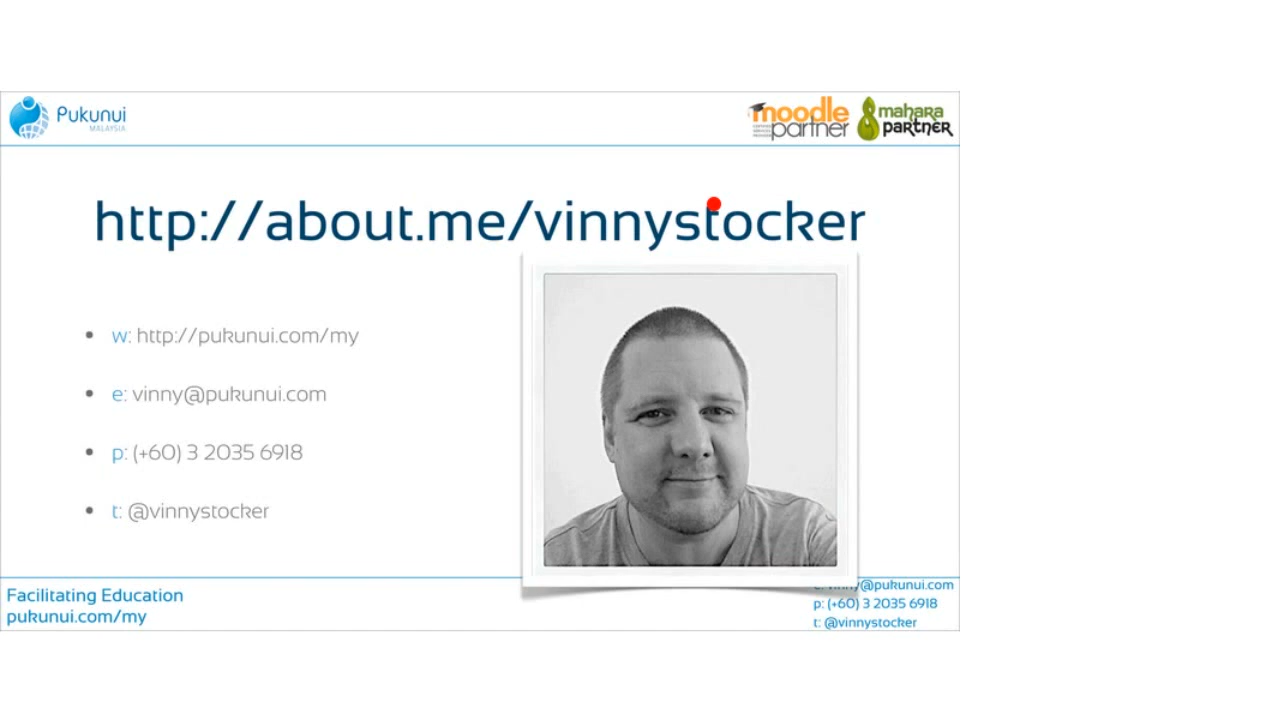 Pukunui
MALAYSIA
moodle
partner
mahara
partner
http://about.me/vinnystocker
• w: http://pukunui.com/my
• e: vinny@pukunui.com
• p: (+60) 3 2035 6918
• t: @vinnystocker
Facilitating Education
pukunui.com/my
e: vinny@pukunui.com
p: (+60) 3 2035 6918
t: @vinnystocker